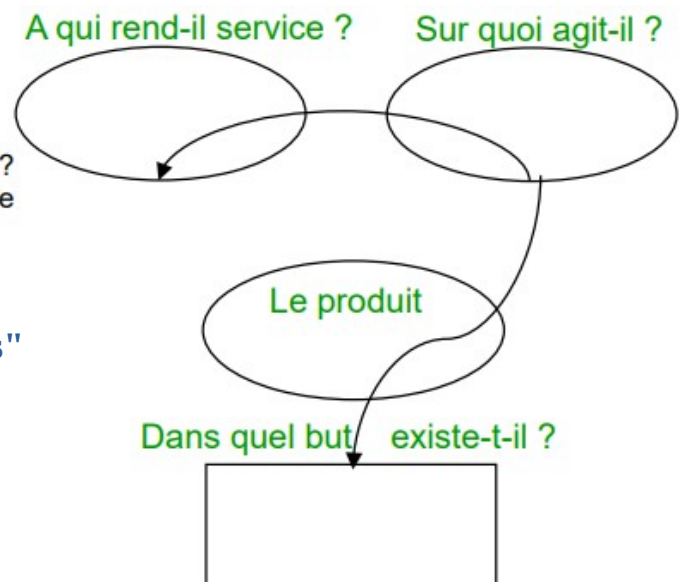 A qui rend-il service ? Sur quoi agit-il ?
?
e
Le produit
s"
Dans quel but existe-t-il ?